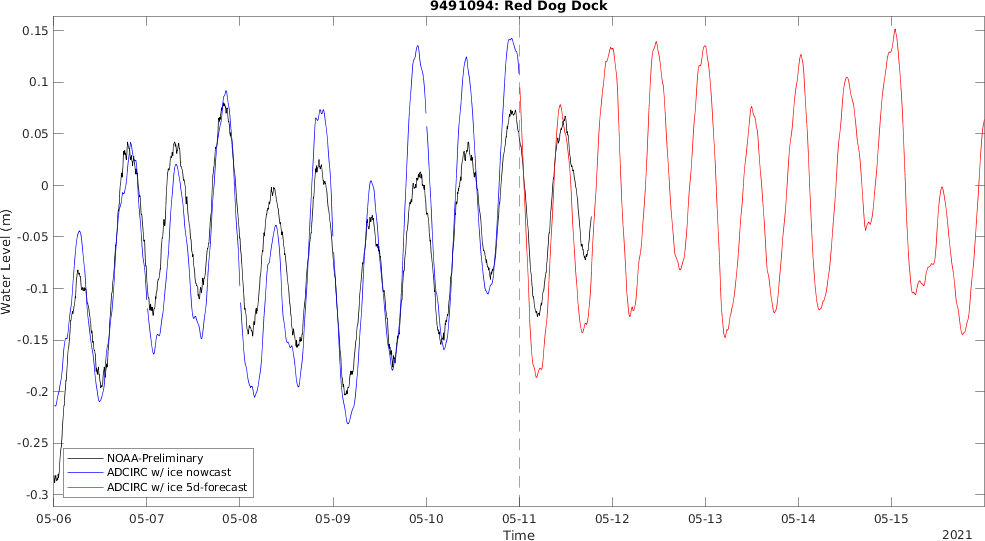 9491094: Red Dog Dock
0.15
0.1
0.05
0
-0.05
-0.1
-0.15
-0.2
-0.25
-0.3
Water Level (m)
NOAA-Preliminary
ADCIRC w/ ice nowcast
ADCIRC w/ ice 5d-forecast
05-06 05-07 05-08 05-09 05-10 05-11 05-12 05-13 05-14 05-15
Time
2021